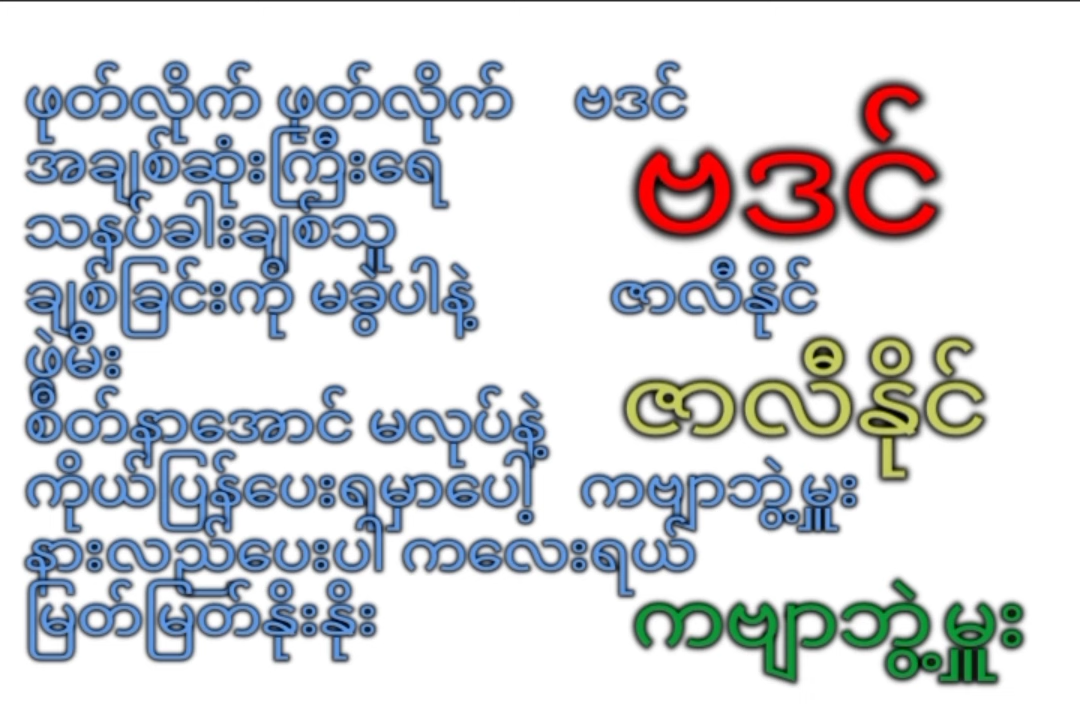 ဖုတ်လိုက် ဖုတ်လိုက်
အချစ်ဆုံးကြီးရေ
သနပ်ခါးချစ်သူ
ချစ်ခြင်းကို မခွဲပါနဲ့
ဖဲမီး
စိတ်နာအောင် မလုပ်နဲ့
ကိုယ်ပြန်ပေးရမှာပေါ့
နားလည်ပေးပါ ကလေးရယ်
မြတ်မြတ်နိုးနိုး
ဗဒင်
ဗဒင်
ဇာလီနိုင်
ဇာလီနိုင်
ကဗျာဘွဲ့မှူး
ကဗျာဘွဲ့မှူး